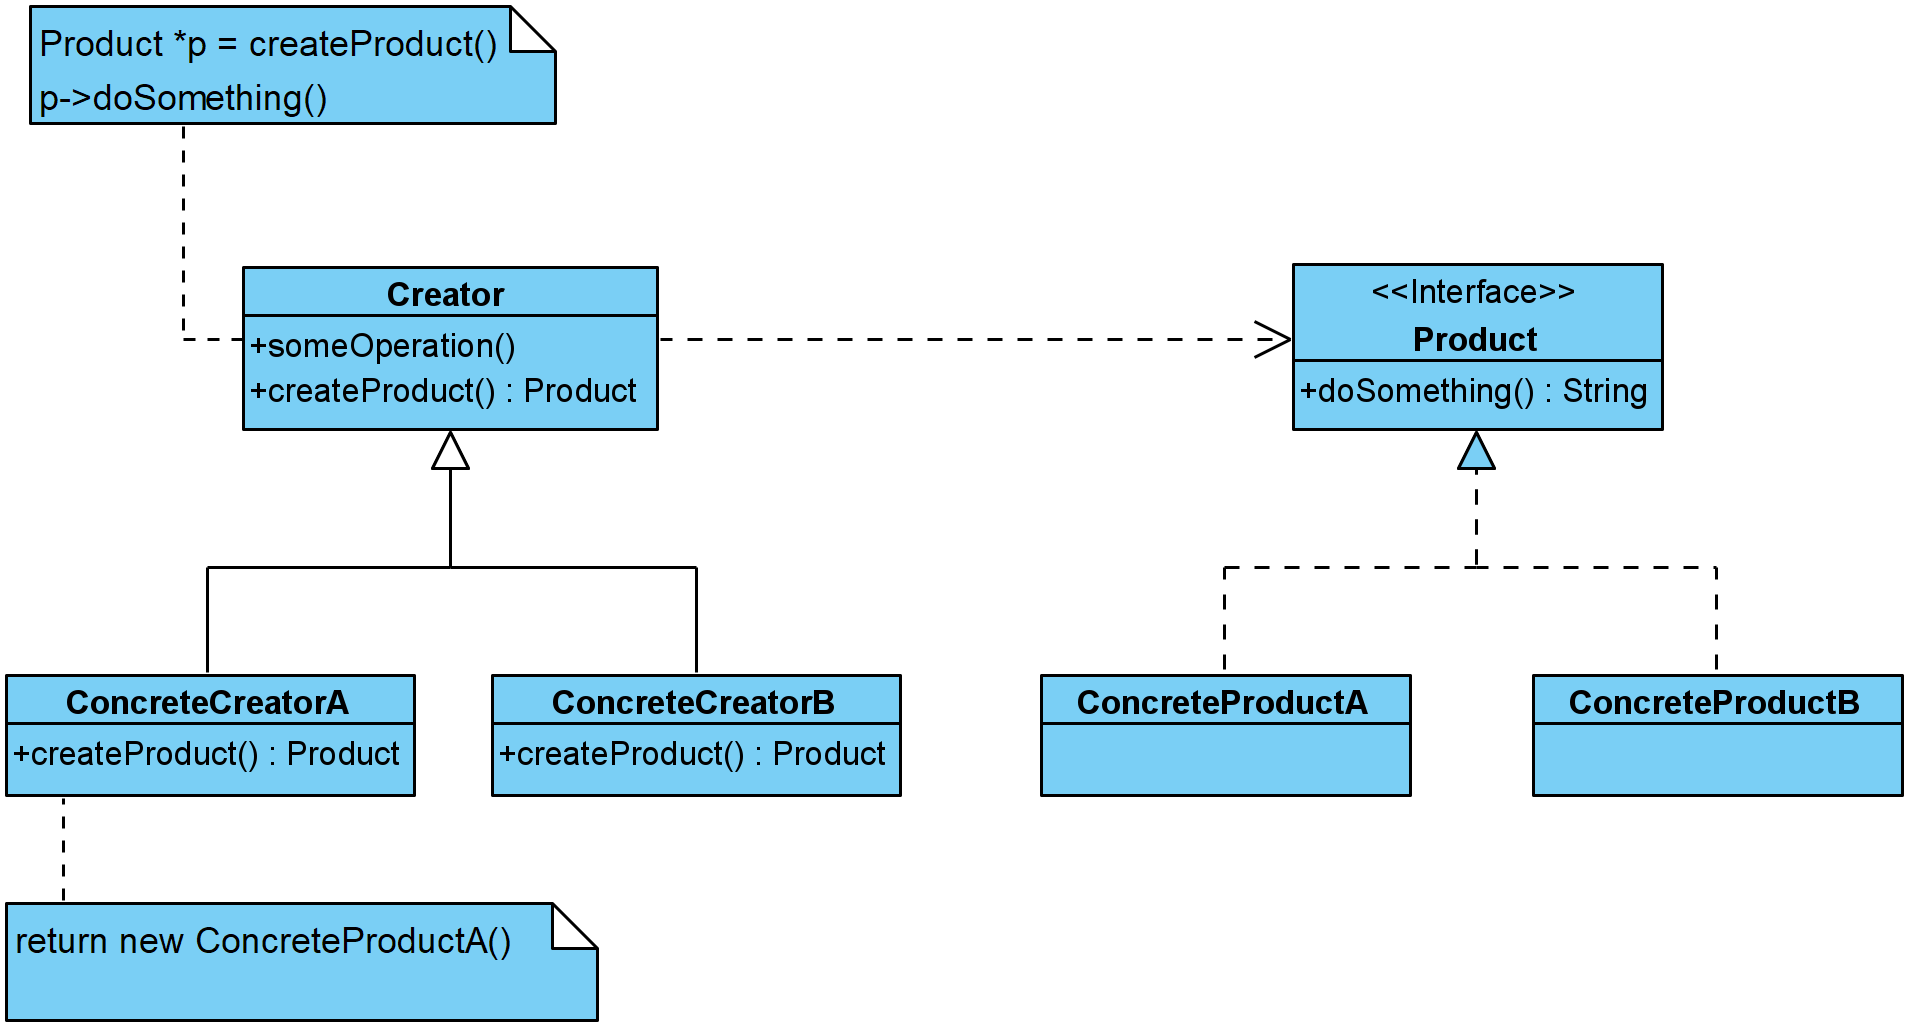 Product *p = createProduct()
p->doSomething()
Creator
+someOperation()
+createProduct() : Product
<<Interface>>
Product
+doSomething() : String
ConcreteCreatorA
+createProduct() : Product
ConcreteCreatorB
+createProduct() : Product
ConcreteProductA
ConcreteProductB
return new ConcreteProductA()